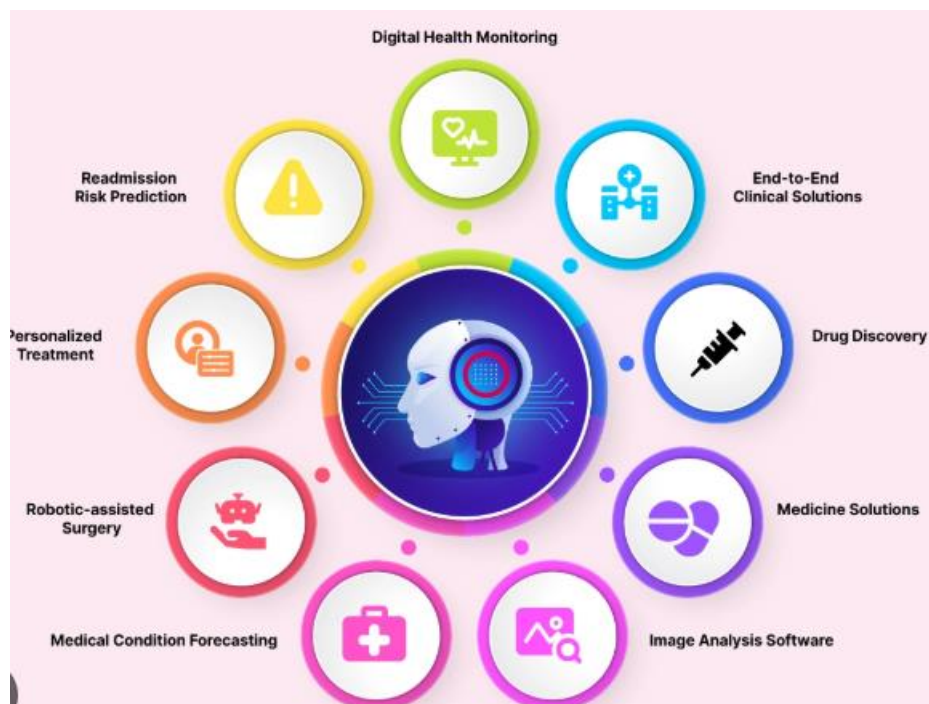 Digital Health Monitoring
Readmission
Risk Prediction
End-to-End
Clinical Solutions
Personalized
Treatment
Drug Discovery
Robotic-assisted
Surgery
Medicine Solutions
Medical Condition Forecasting
Image Analysis Software